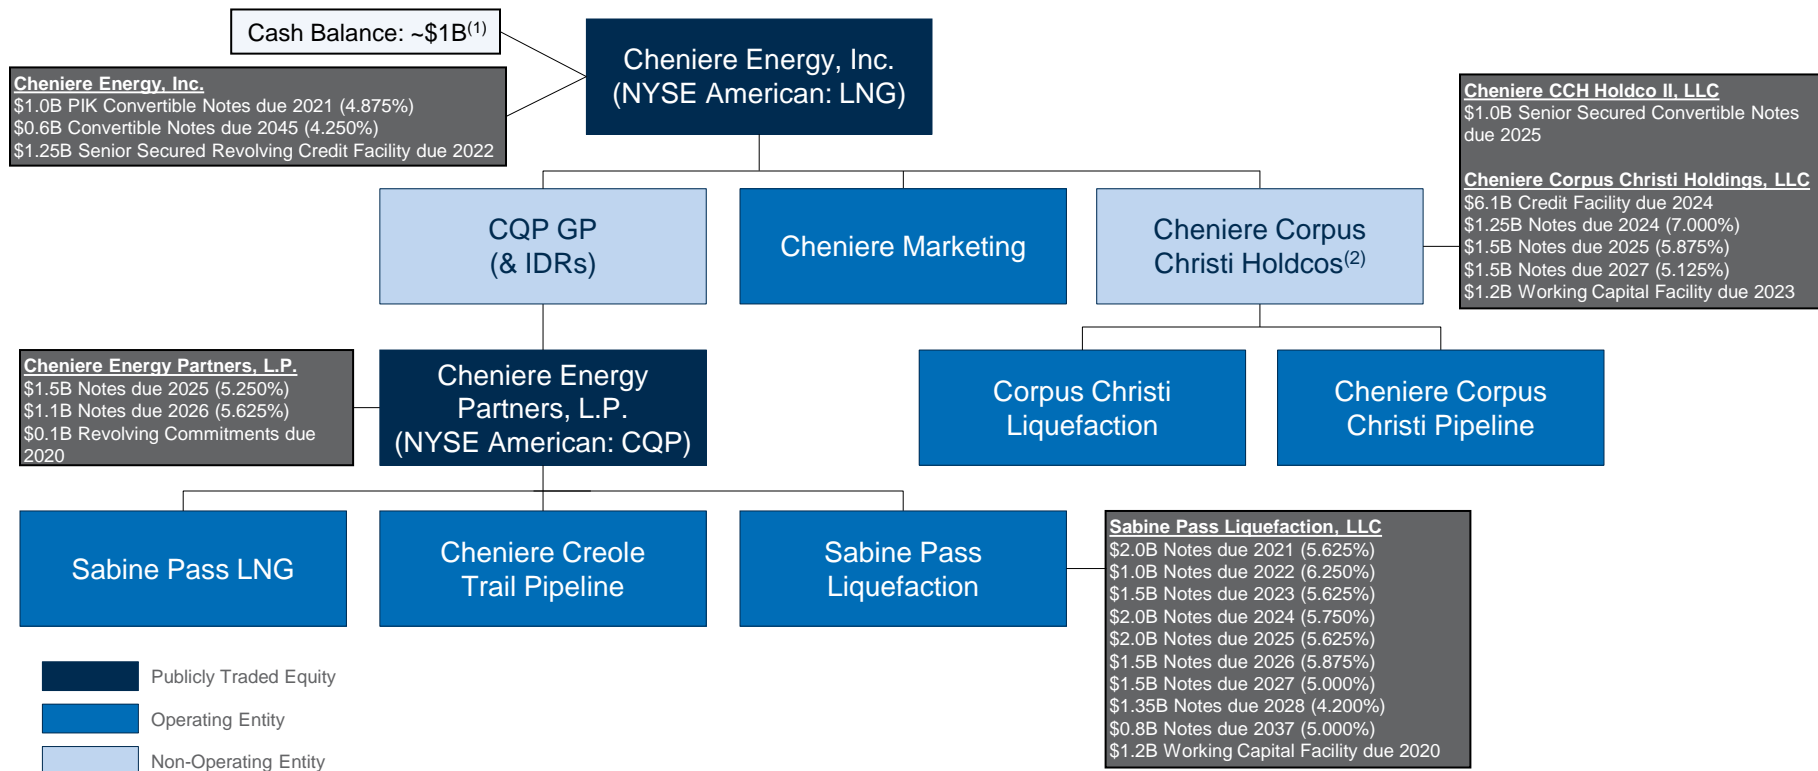 Cash Balance: ~$1B(1)
Cheniere Energy, Inc.
(NYSE American: LNG)
Cheniere Energy, Inc.
$1.0B PIK Convertible Notes due 2021 (4.875%)
$0.6B Convertible Notes due 2045 (4.250%)
$1.25B Senior Secured Revolving Credit Facility due 2022
Cheniere CCH Holdco II, LLC
$1.0B Senior Secured Convertible Notes
due 2025
Cheniere Corpus Christi Holdings, LLC
$6.1B Credit Facility due 2024
$1.25B Notes due 2024 (7.000%)
$1.5B Notes due 2025 (5.875%)
$1.5B Notes due 2027 (5.125%)
$1.2B Working Capital Facility due 2023
CQP GP
(& IDRs)
Cheniere Marketing
Cheniere Corpus
Christi Holdcos(2)
Cheniere Energy Partners, L.P.
$1.5B Notes due 2025 (5.250%)
$1.1B Notes due 2026 (5.625%)
$0.1B Revolving Commitments due
2020
Cheniere Energy
Partners, L.P.
(NYSE American: CQP)
Corpus Christi
Liquefaction
Cheniere Corpus
Christi Pipeline
Sabine Pass LNG
Cheniere Creole
Trail Pipeline
Sabine Pass
Liquefaction
Sabine Pass Liquefaction, LLC
$2.0B Notes due 2021 (5.625%)
$1.0B Notes due 2022 (6.250%)
$1.5B Notes due 2023 (5.625%)
$2.0B Notes due 2024 (5.750%)
$2.0B Notes due 2025 (5.625%)
$1.5B Notes due 2026 (5.875%)
$1.5B Notes due 2027 (5.000%)
$1.35B Notes due 2028 (4.200%)
$0.8B Notes due 2037 (5.000%)
$1.2B Working Capital Facility due 2020
Publicly Traded Equity
Operating Entity
Non-Operating Entity